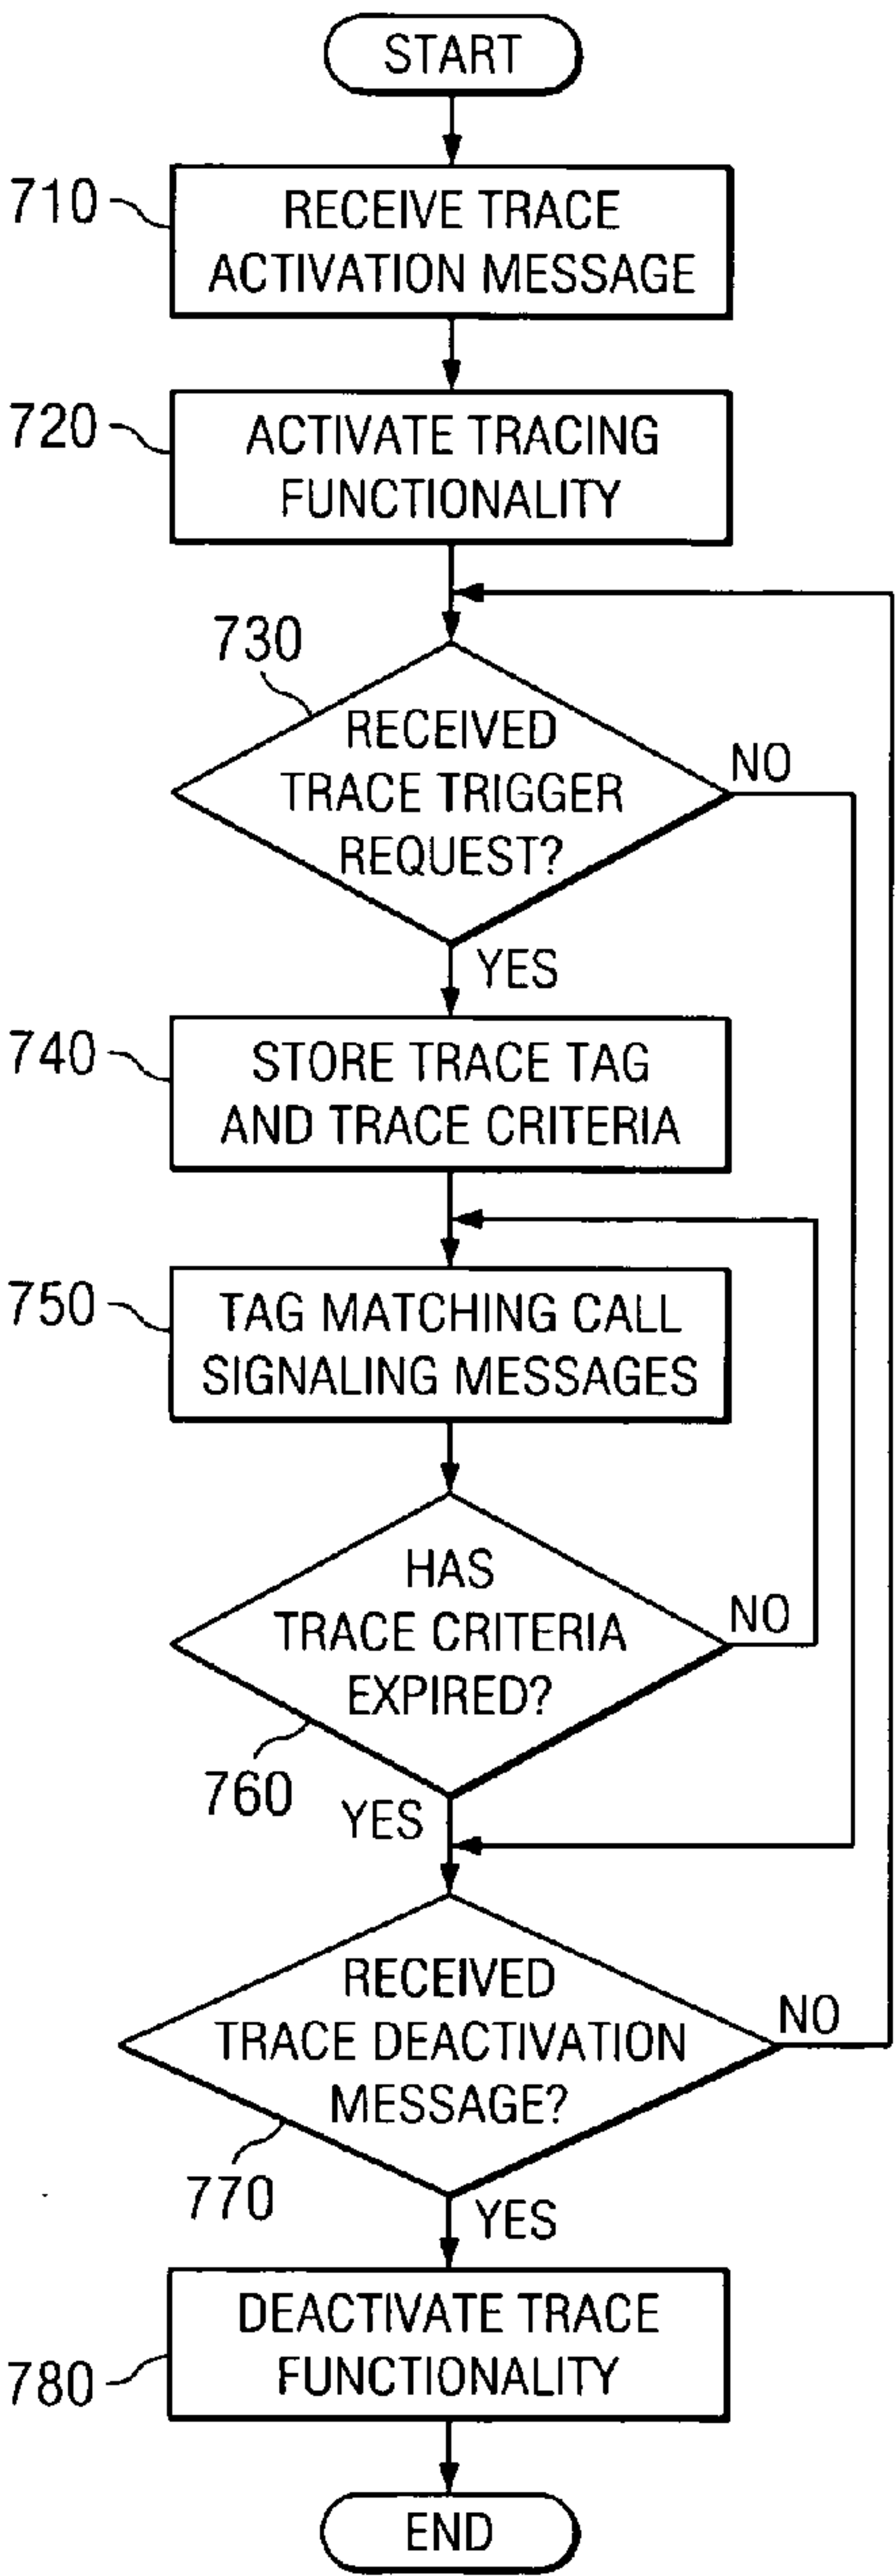 START
710
RECEIVE TRACE
ACTIVATION MESSAGE
720
ACTIVATE TRACING
FUNCTIONALITY
730
RECEIVED
TRACE TRIGGER
REQUEST?
NO
YES
740
STORE TRACE TAG
AND TRACE CRITERIA
750
TAG MATCHING CALL
SIGNALING MESSAGES
HAS
TRACE CRITERIA
EXPIRED?
NO
760
YES
RECEIVED
TRACE DEACTIVATION
MESSAGE?
NO
770
YES
780
DEACTIVATE TRACE
FUNCTIONALITY
END